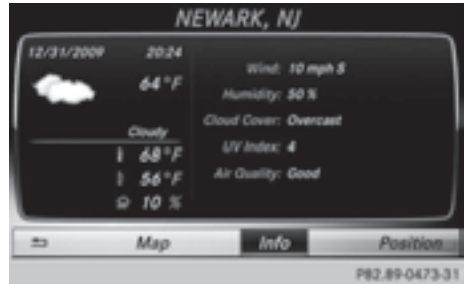 NEWARK, NJ
12/31/2009 20:24
64°F
Cloudy
68°F
56°F
10 %
Wind: 10 mph S
Humidity: 50 %
Cloud Cover: Overcast
UV Index: 4
Air Quality: Good
Map Info Position
P82.89-0473-31